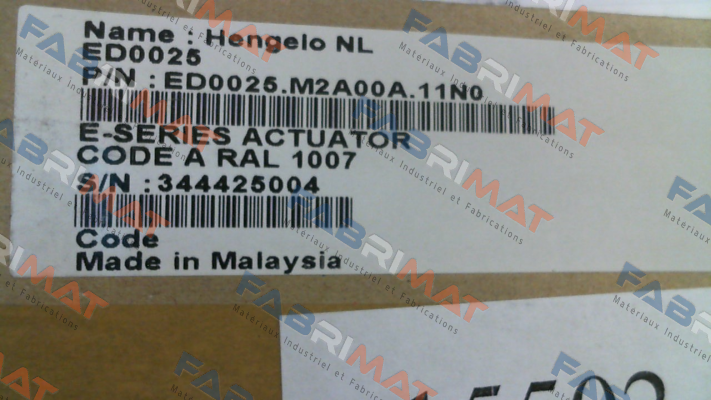 Name : Hengelo NL
ED0025
P/N : ED0025.M2A00A.11N0
E-SERIES ACTUATOR
CODE A RAL 1007
S/N : 344425004
Code
Made in Malaysia
FABRIMAT
Matériaux Industriel et Fabrications